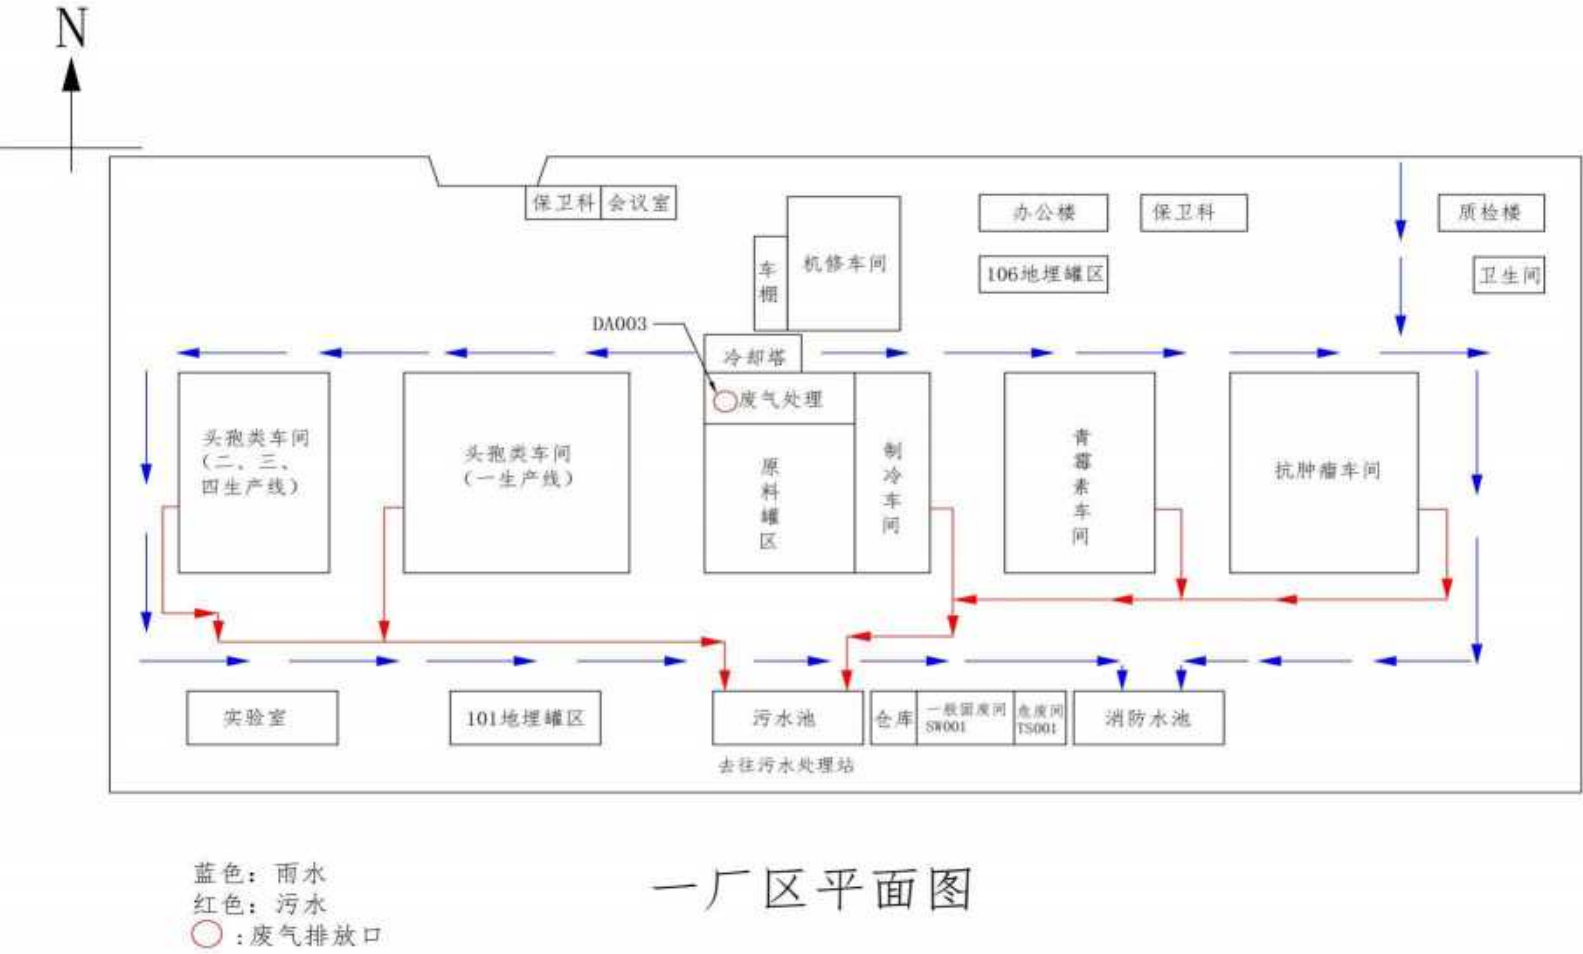 N
保卫科
会议室
办公楼
保卫科
质检楼
车棚
机修车间
106地埋罐区
卫生间
DA003
冷却塔
废气处理
头孢类车间
（二、三、
四生产线）
头孢类车间
（一生产线）
原料罐区
制冷车间
青霉素车间
抗肿瘤车间
实验室
101地埋罐区
污水池
仓库
一般固废间
SW001
危废间
TS001
消防水池
去往污水处理站
蓝色：雨水
红色：污水
：废气排放口
一厂区平面图